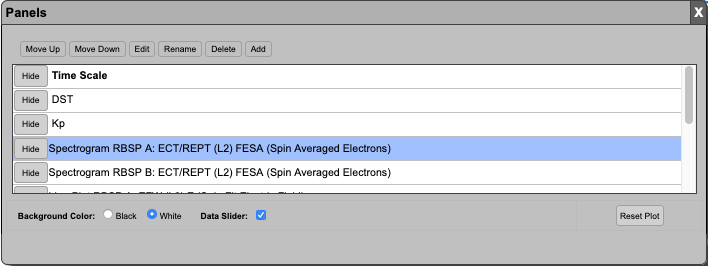 Panels X
Move Up Move Down Edit Rename Delete Add
Hide Time Scale
Hide DST
Hide Kp
Hide Spectrogram RBSP A: ECT/REPT (L2) FESA (Spin Averaged Electrons)
Hide Spectrogram RBSP B: ECT/REPT (L2) FESA (Spin Averaged Electrons)
Background Color: Black White Data Slider: Reset Plot